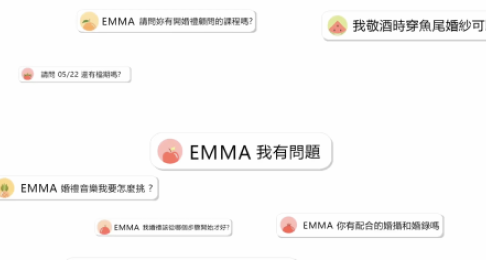 EMMA 請問妳有開婚禮顧問的課程嗎?
我敬酒時穿魚尾婚紗可
請問 05/22 還有檔期嗎?
EMMA 我有問題
EMMA 婚禮音樂我要怎麼挑？
EMMA 我婚禮該從哪個步驟開始才好?
EMMA 你有配合的婚攝和婚錄嗎